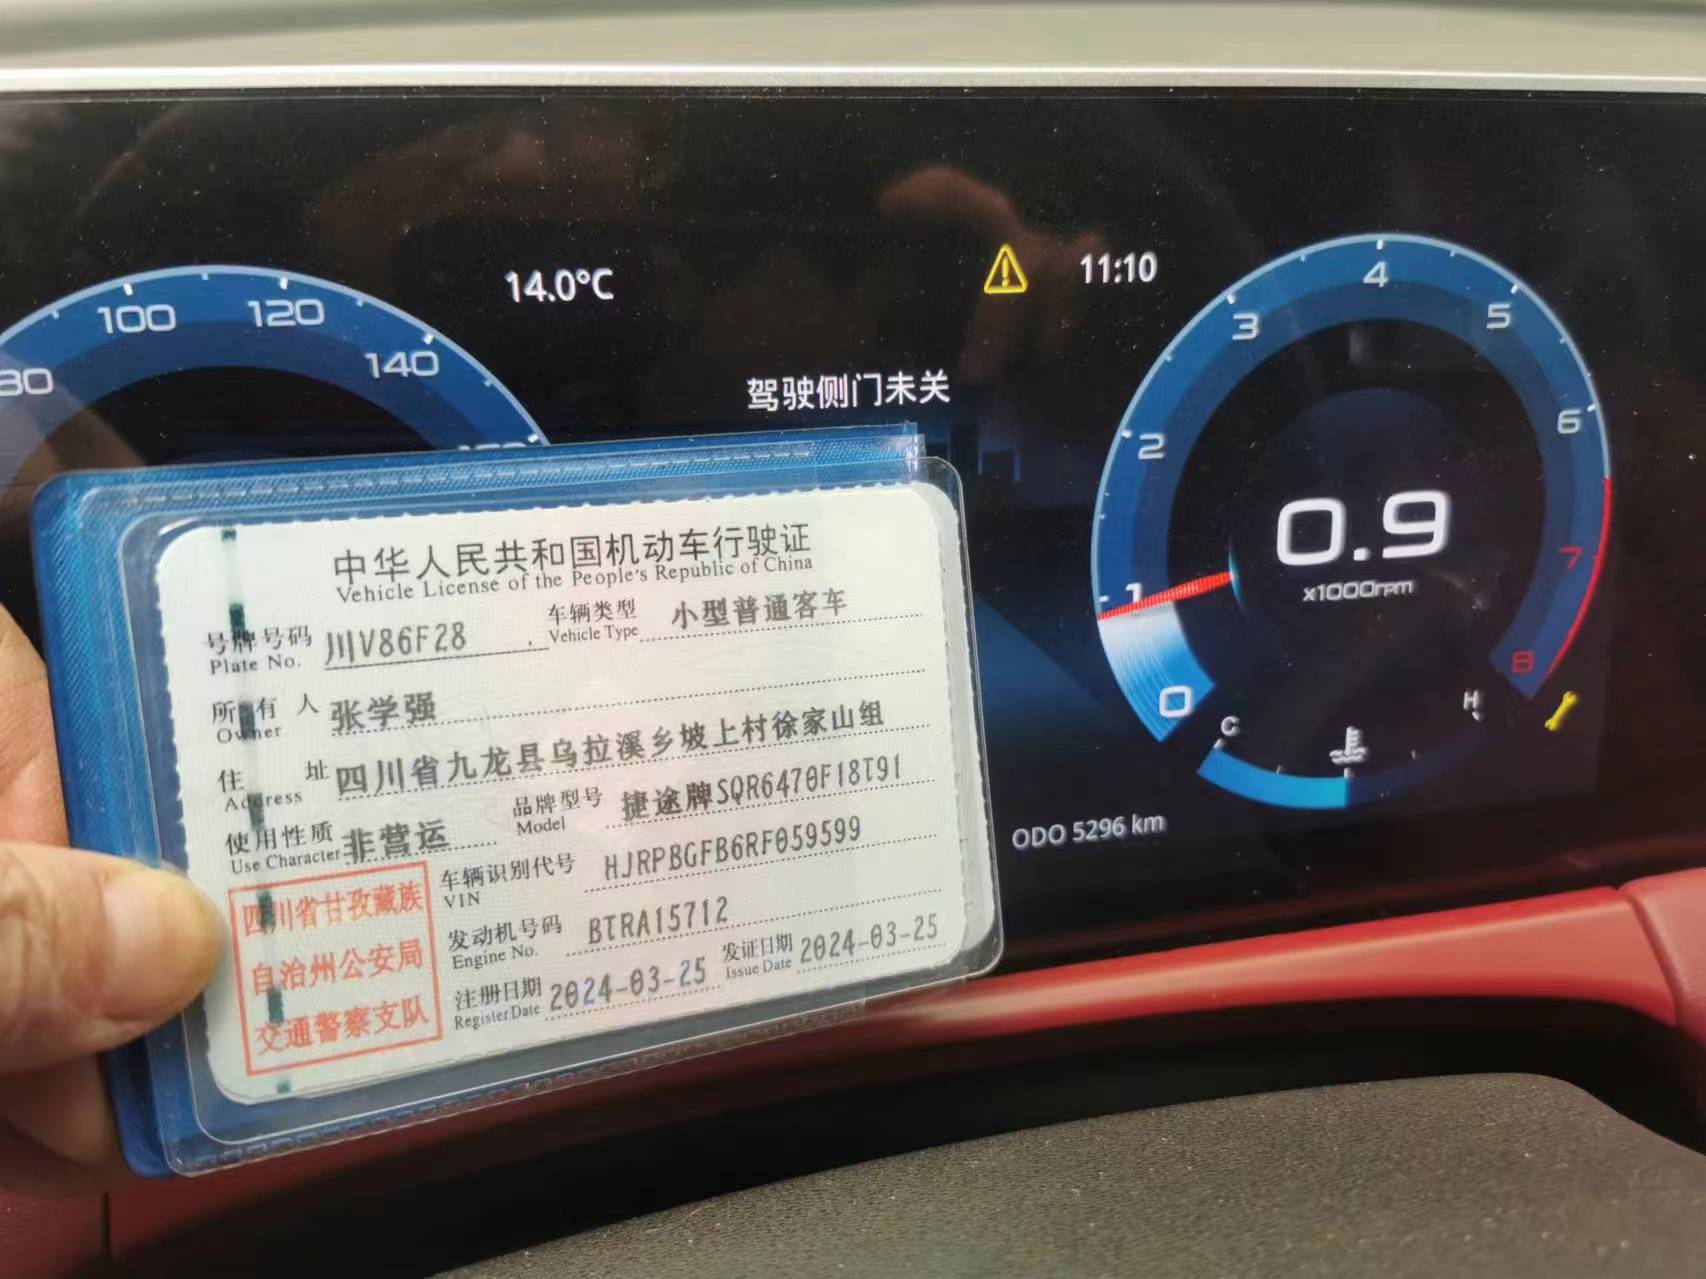 14.0°C
11:10
100
120
140
驾驶侧门未关
0
1
2
3
4
5
6
7
8
0.9
x1000rpm
C
H
ODO 5296 km
中华人民共和国机动车行驶证
Vehicle License of the People's Republic of China
号牌号码 川V86F28 车辆类型 小型普通客车
Plate No. Vehicle Type
所有人 张学强
Owner
住址 四川省九龙县乌拉溪乡坡上村徐家山组
Address
使用性质 非营运 品牌型号 捷途牌SQR6470F18T91
Use Character Model
车辆识别代号 HJRPBGFB6RF059599
VIN
发动机号码 BTRA15712
Engine No.
注册日期 2024-03-25 发证日期 2024-03-25
Register Date Issue Date
四川省甘孜藏族
自治州公安局
交通警察支队